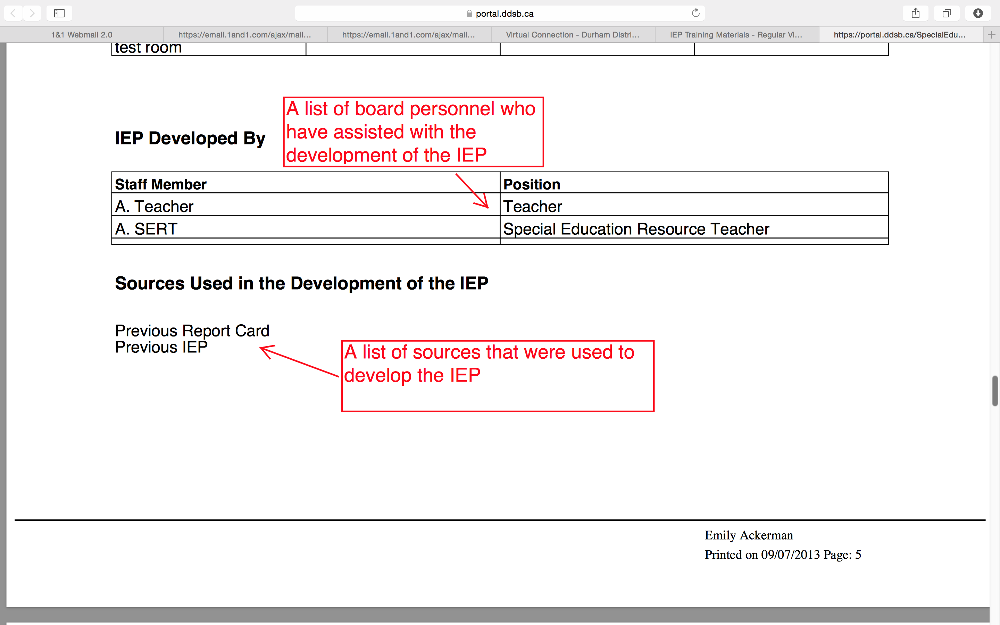 portal.ddsb.ca
1&1 Webmail 2.0
https://email.1and1.com/ajax/mail...
https://email.1and1.com/ajax/mail...
Virtual Connection - Durham Distri...
IEP Training Materials - Regular Vi...
https://portal.ddsb.ca/SpecialEdu...
test room
A list of board personnel who
have assisted with the
development of the IEP
IEP Developed By
Staff Member Position
A. Teacher Teacher
A. SERT Special Education Resource Teacher
Sources Used in the Development of the IEP
Previous Report Card
Previous IEP
A list of sources that were used to
develop the IEP
Emily Ackerman
Printed on 09/07/2013 Page: 5